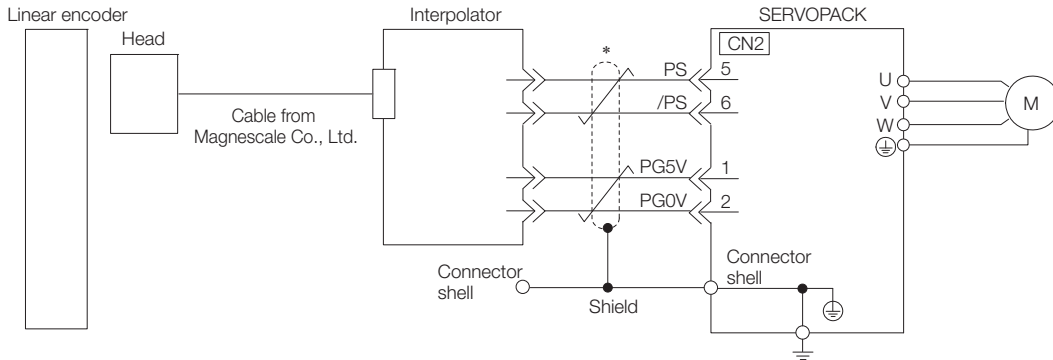 Linear encoder
Head
Cable from
Magnescale Co., Ltd.
Interpolator
*
SERVOPACK
CN2
PS 5
/PS 6
PG5V 1
PG0V 2
U
V
W
M
Connector
shell
Shield
Connector
shell